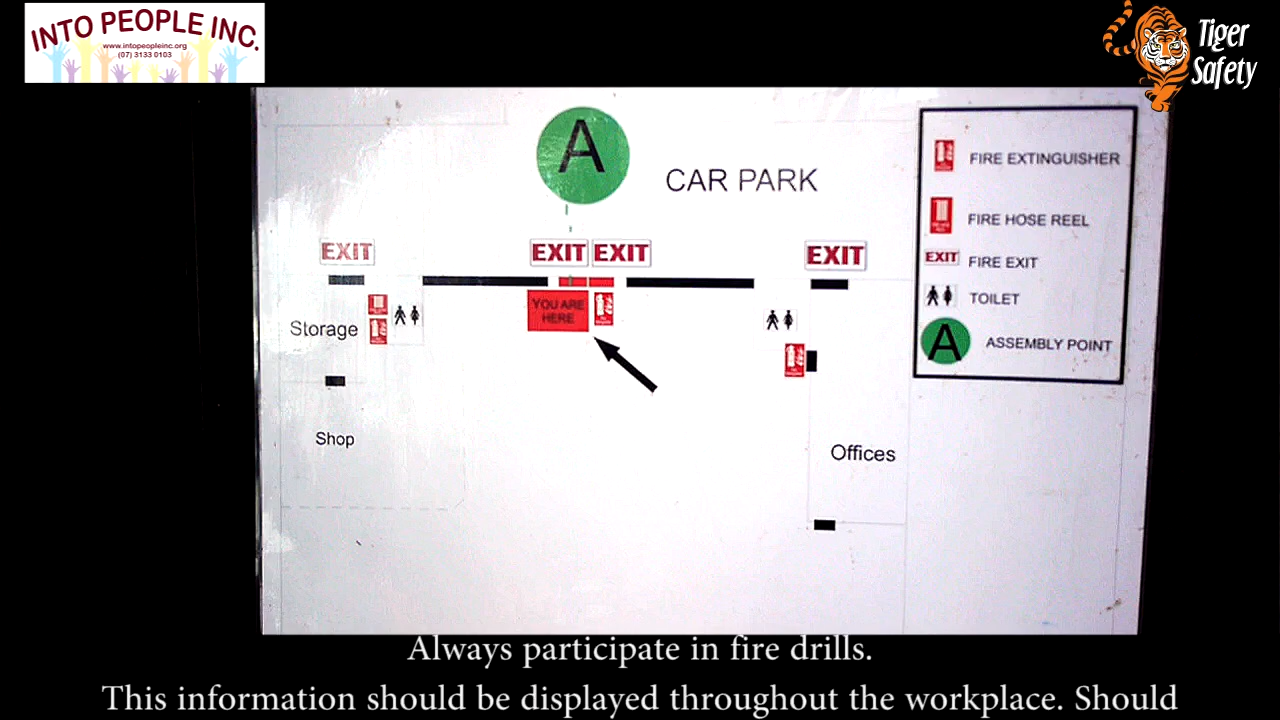 INTO PEOPLE INC.
www.intopeopleinc.org
(07) 3133 0103
Tiger
Safety
A
CAR PARK
EXIT
EXIT
EXIT
EXIT
YOU ARE
HERE
Storage
Shop
Offices
FIRE EXTINGUISHER
FIRE HOSE REEL
EXIT FIRE EXIT
TOILET
A ASSEMBLY POINT
Always participate in fire drills.
This information should be displayed throughout the workplace. Should